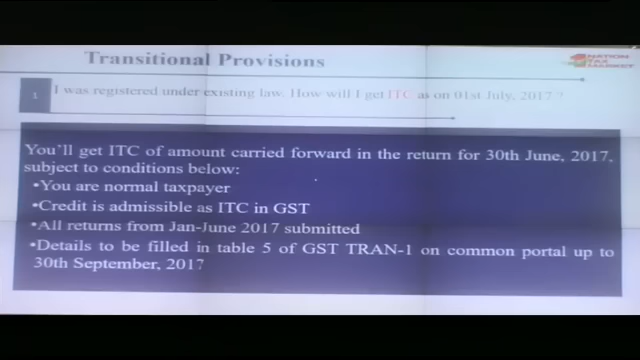 Transitional Provisions
NATION
TAX
MARKET
1
I was registered under existing law. How will I get ITC as on 01st July, 2017 ?
You'll get ITC of amount carried forward in the return for 30th June, 2017,
subject to conditions below:
•You are normal taxpayer
•Credit is admissible as ITC in GST
•All returns from Jan-June 2017 submitted
•Details to be filled in table 5 of GST TRAN-1 on common portal up to
30th September, 2017